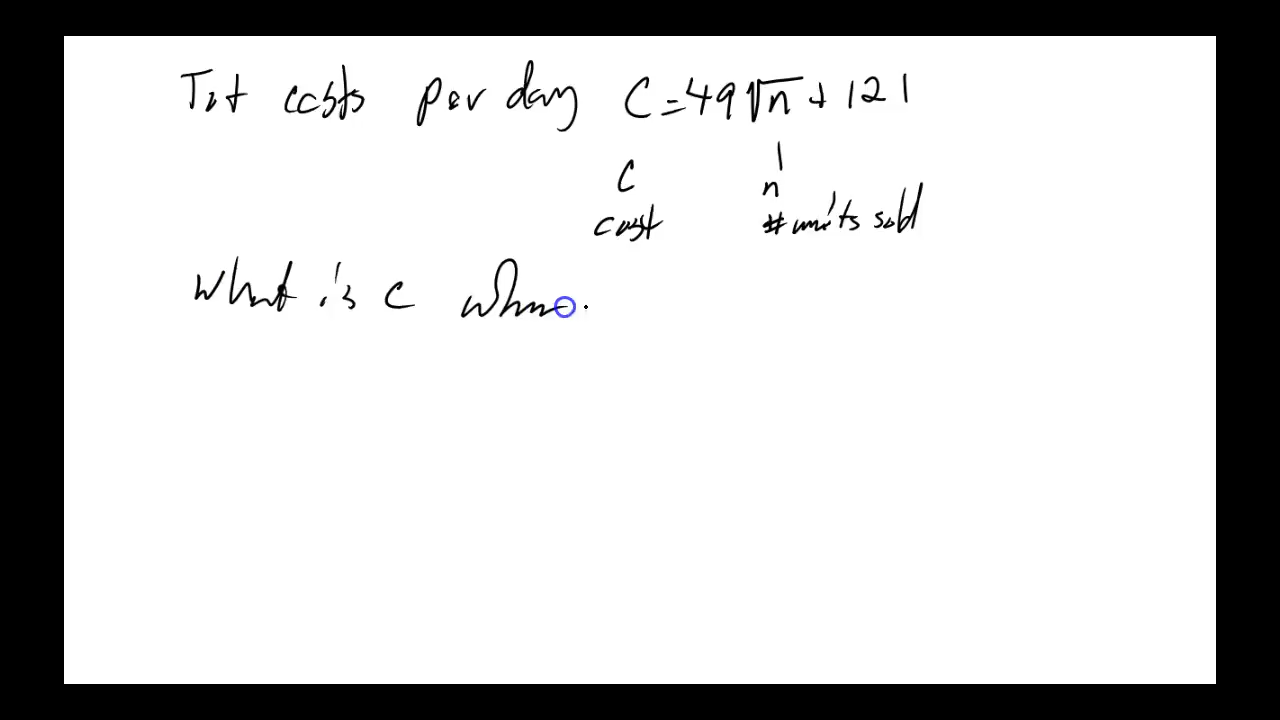 Tot costs per day C=49√n+121
C n
cost #units sold
What is C when